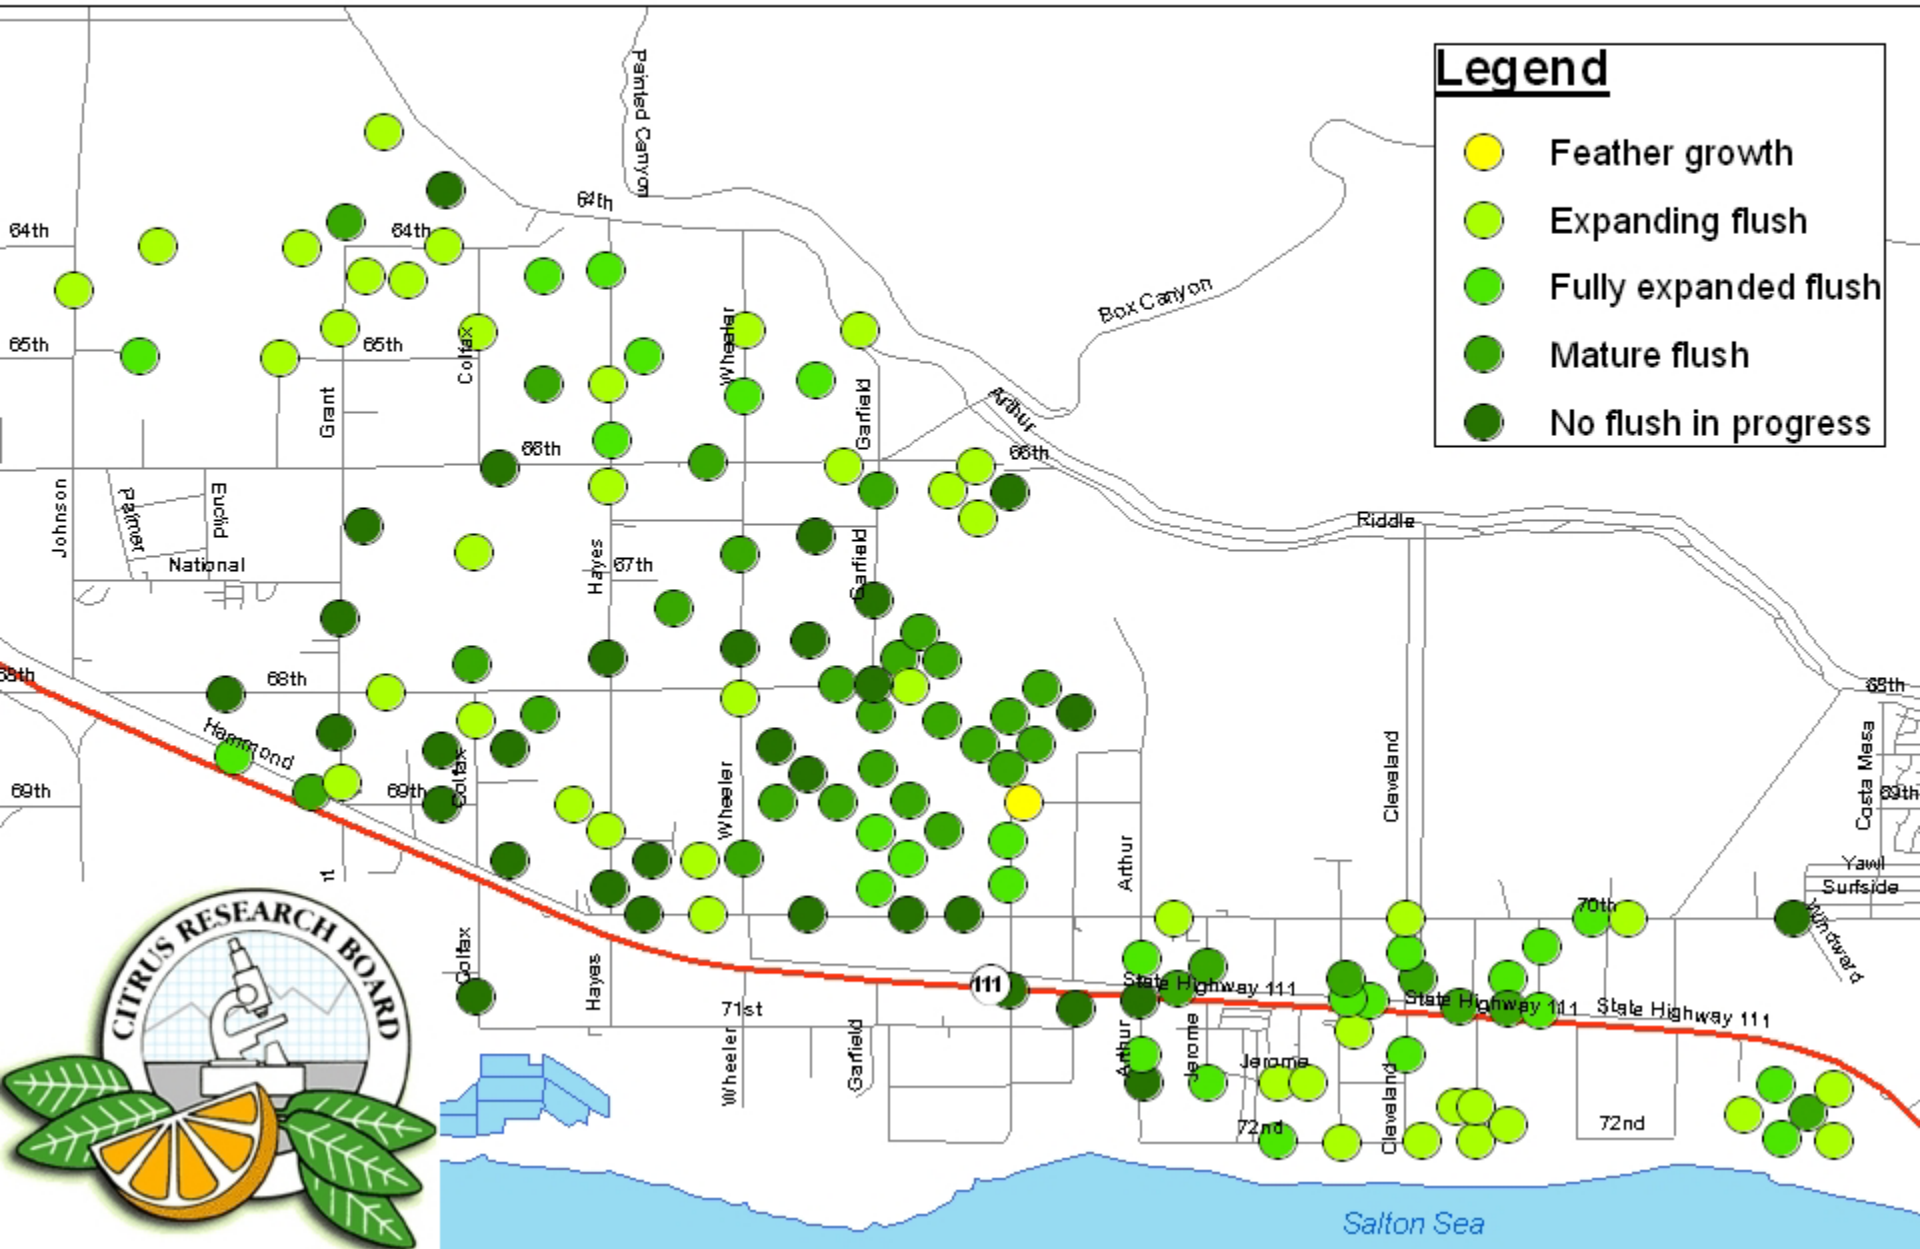 Legend
Feather growth
Expanding flush
Fully expanded flush
Mature flush
No flush in progress
Painted Canyon
64th
64th
64th
Box Canyon
65th
65th
Colfax
Wheeler
Garfield
Arthur
Grant
66th
66th
Johnson
Palmer
Euclid
National
Hayes
67th
Garfield
Riddle
68th
68th
68th
Hammond
Colfax
Wheeler
Cleveland
Costa Mesa
69th
69th
69th
Arthur
Yawl
Surfside
70th
Windward
Colfax
Hayes
111
State Highway 111
State Highway 111
State Highway 111
71st
Wheeler
Garfield
Arthur
Jerome
Jerome
Cleveland
72nd
72nd
Salton Sea
CITRUS RESEARCH BOARD